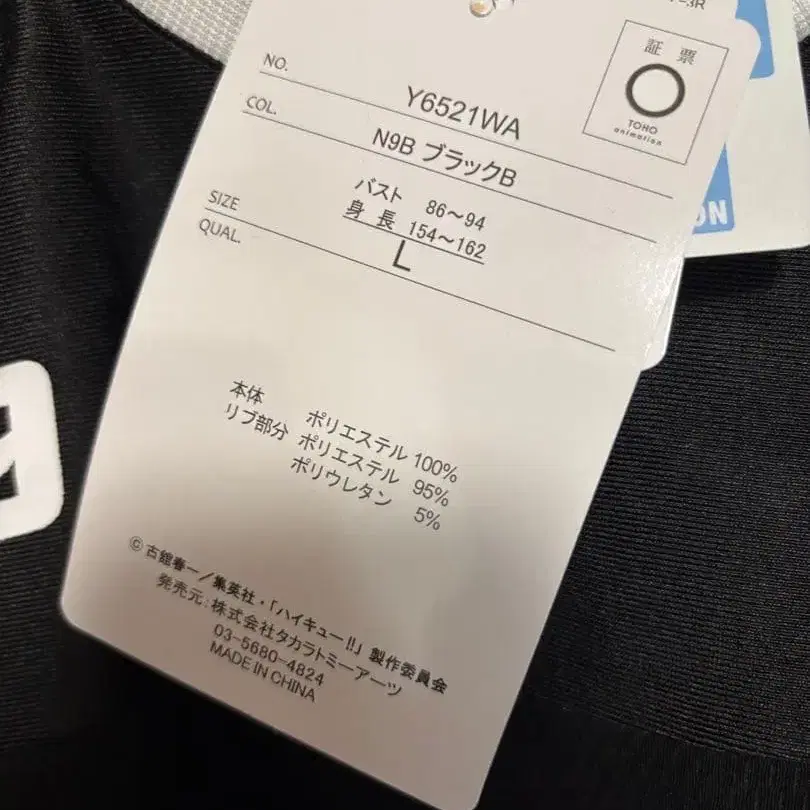 証 票
TOHO
animation
NO.
Y6521WA
COL.
N9B ブラックB
SIZE
バスト 86～94
身長 154～162
L
QUAL.
本体 ポリエステル 100%
リブ部分 ポリエステル 95%
ポリウレタン 5%
©古舘春一／集英社・「ハイキュー!!」製作委員会
発売元:株式会社タカラトミーアーツ
03-5680-4824
MADE IN CHINA